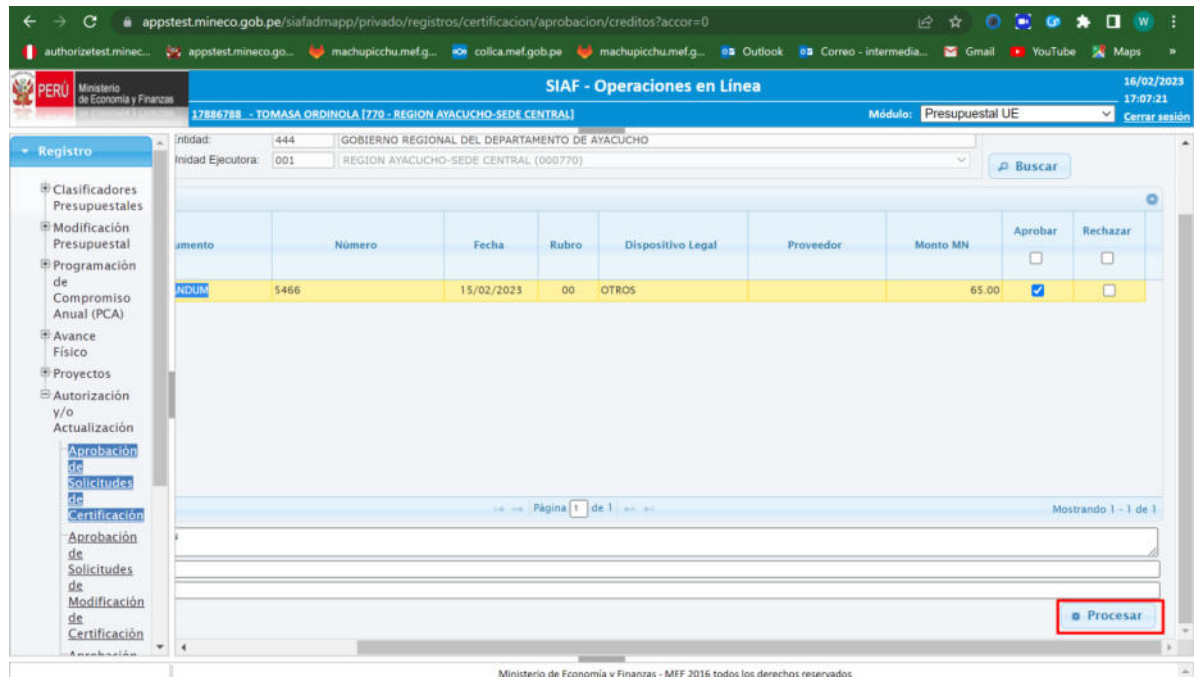 appstest.mineco.gob.pe/siafadmapp/privado/registros/certificacion/aprobacion/creditos?accor=0
W
authorizetest.minec... appstest.mineco.go... machupicchu.mef.g... colica.mef.gob.pe machupicchu.mef.g... Outlook Correo - intermedia... Gmail YouTube Maps »
PERÚ Ministerio de Economía y Finanzas
SIAF - Operaciones en Línea
16/02/2023
17:07:21
17886788 - TOMASA ORDINOLA [770 - REGION AYACUCHO-SEDE CENTRAL]
Módulo: Presupuestal UE
Cerrar sesión
Registro
Clasificadores
Presupuestales
Modificación
Presupuestal
Programación
de
Compromiso
Anual (PCA)
Avance
Físico
Proyectos
Autorización
y/o
Actualización
Aprobación
de
Solicitudes
de
Certificación
Aprobación
de
Solicitudes
de
Modificación
de
Certificación
Aprobación
ntidad: 444 GOBIERNO REGIONAL DEL DEPARTAMENTO DE AYACUCHO
nidad Ejecutora: 001 REGION AYACUCHO-SEDE CENTRAL (000770)
Buscar
umento Número Fecha Rubro Dispositivo Legal Proveedor Monto MN Aprobar Rechazar
ANDUM 5466 15/02/2023 00 OTROS 65.00
Página 1 de 1
Mostrando 1 - 1 de 1
Procesar
Ministerio de Economía y Finanzas - MEF 2016 todos los derechos reservados